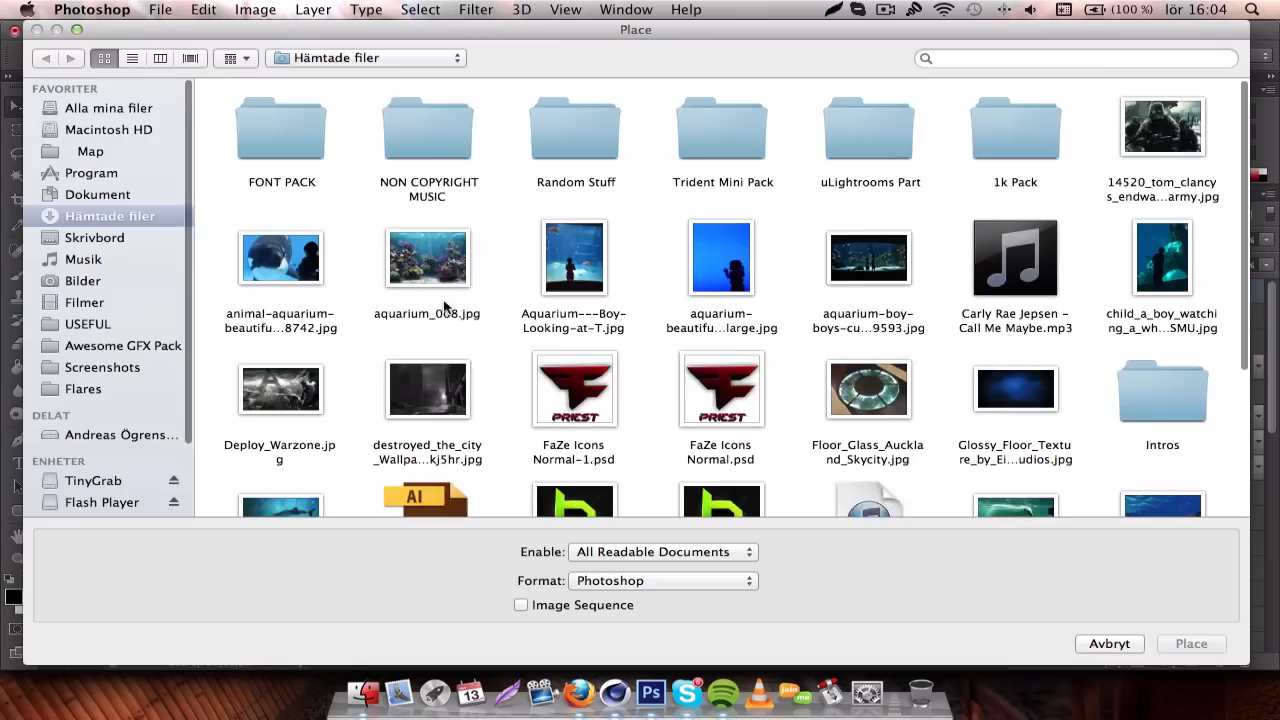 Photoshop File Edit Image Layer Type Select Filter 3D View Window Help (100 %) lör 16:04
Place
Hämtade filer
FAVORITER
Alla mina filer
Macintosh HD
Map
Program
Dokument
Hämtade filer
Skrivbord
Musik
Bilder
Filmer
USEFUL
Awesome GFX Pack
Screenshots
Flares
DELAT
Andreas Ögrens...
ENHETER
TinyGrab
Flash Player
FONT PACK
NON COPYRIGHT
MUSIC
Random Stuff
Trident Mini Pack
uLightrooms Part
1k Pack
14520_tom_clancy
s_endwa...army.jpg
animal-aquarium-
beautifu...8742.jpg
aquarium_008.jpg
Aquarium---Boy-
Looking-at-T.jpg
aquarium-
beautifu...large.jpg
aquarium-boy-
boys-cu...9593.jpg
Carly Rae Jepsen -
Call Me Maybe.mp3
child_a_boy_watchi
ng_a_wh...SMU.jpg
Deploy_Warzone.jp
g
destroyed_the_city
_Wallpa...kj5hr.jpg
PRIEST
FaZe Icons
Normal-1.psd
PRIEST
FaZe Icons
Normal.psd
Floor_Glass_Auckla
nd_Skycity.jpg
Glossy_Floor_Textu
re_by_Ei...udios.jpg
Intros
AI
Enable: All Readable Documents
Format: Photoshop
Image Sequence
Avbryt
Place
13
Ps
6
join
me